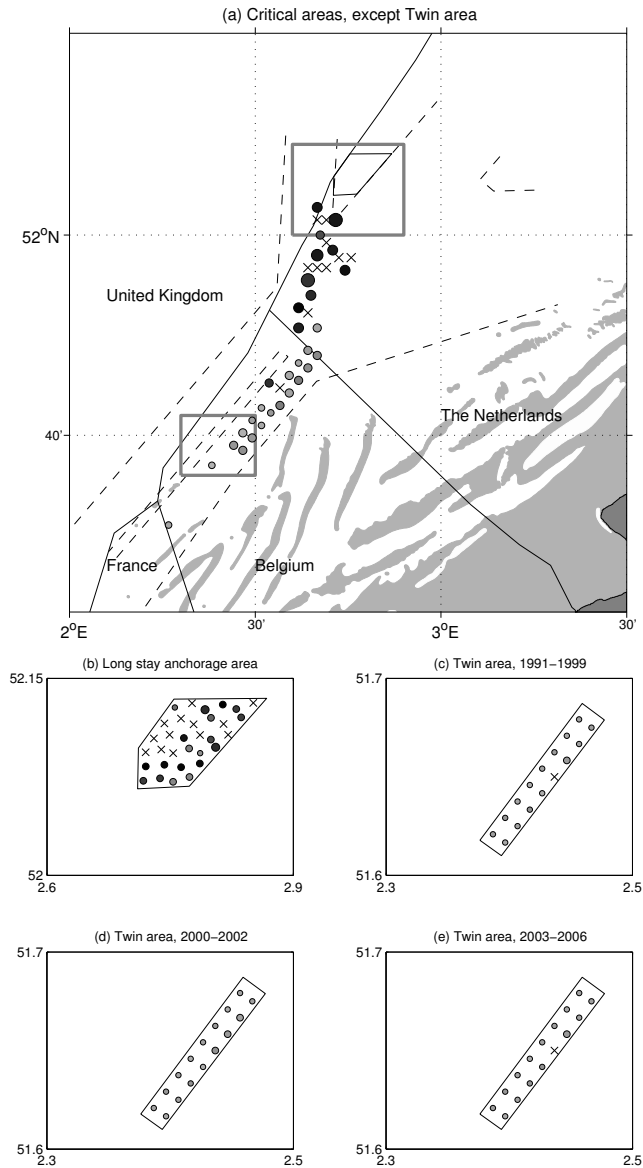 (a) Critical areas, except Twin area
52°N
United Kingdom
The Netherlands
40'
France
Belgium
2°E
30'
3°E
30'
(b) Long stay anchorage area
(c) Twin area, 1991−1999
52.15
51.7
52
51.6
2.6
2.9
2.3
2.5
(d) Twin area, 2000−2002
(e) Twin area, 2003−2006
51.7
51.7
51.6
51.6
2.3
2.5
2.3
2.5